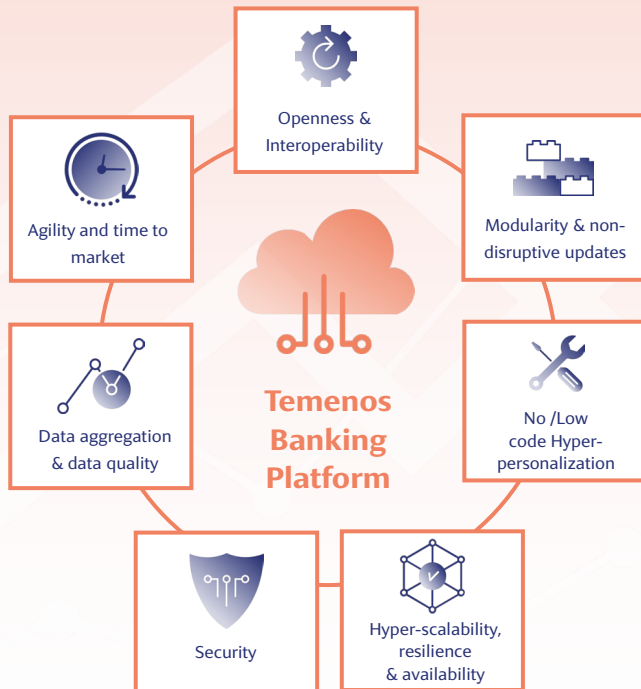 Openness &
Interoperability
Agility and time to
market
Modularity & non-
disruptive updates
Temenos
Banking
Platform
Data aggregation
& data quality
No /Low
code Hyper-
personalization
Security
Hyper-scalability,
resilience
& availability